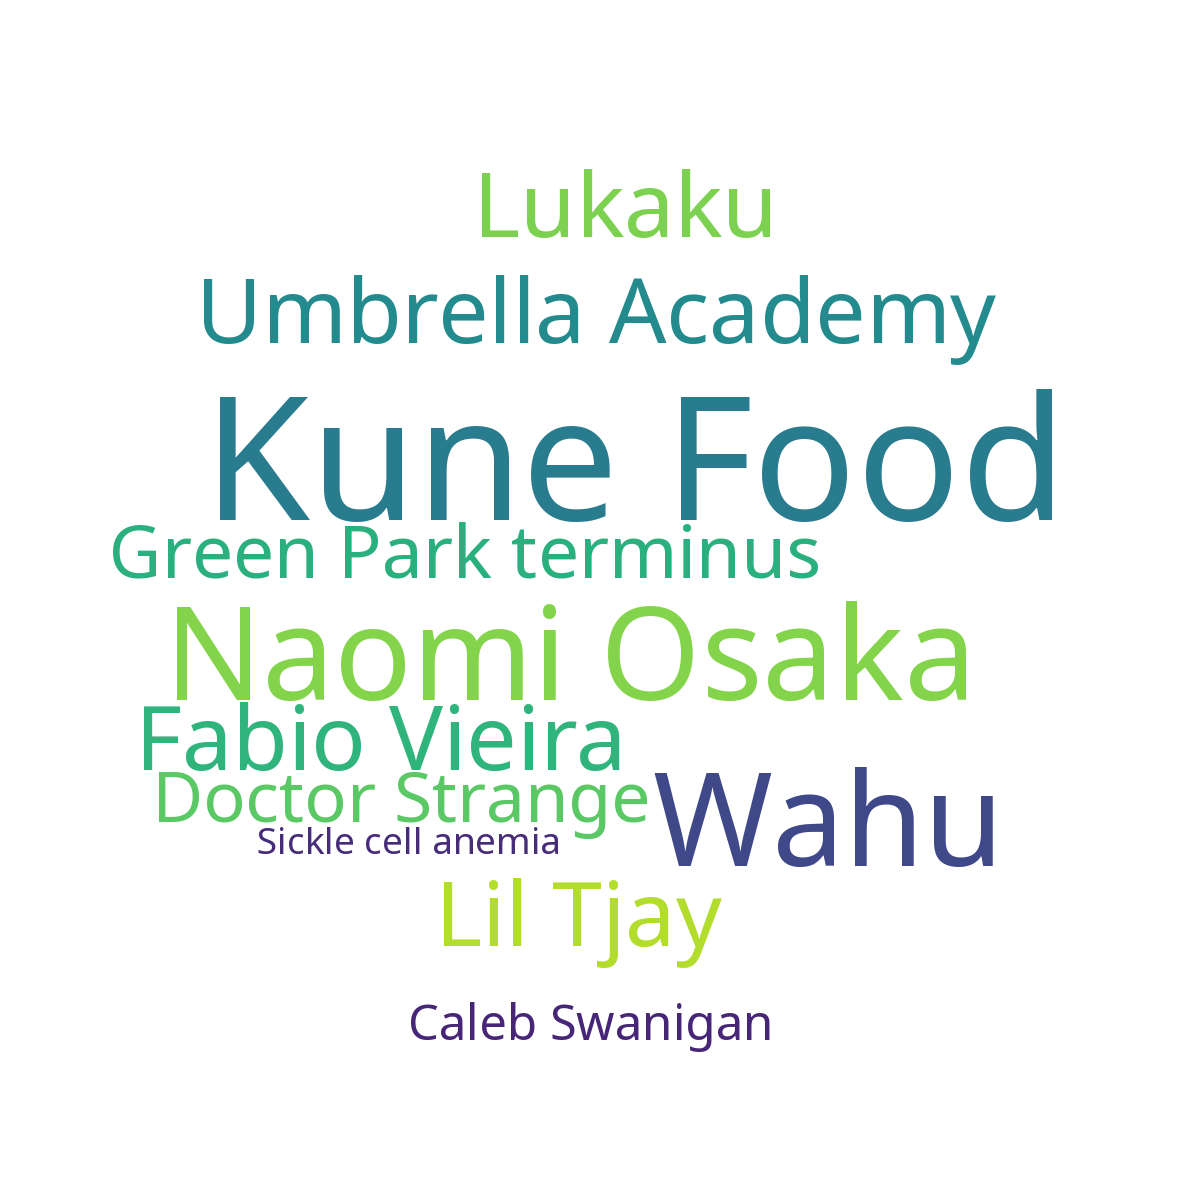 Lukaku
Umbrella Academy
Kune Food
Green Park terminus
Naomi Osaka
Fabio Vieira
Doctor Strange
Wahu
Sickle cell anemia
Lil Tjay
Caleb Swanigan